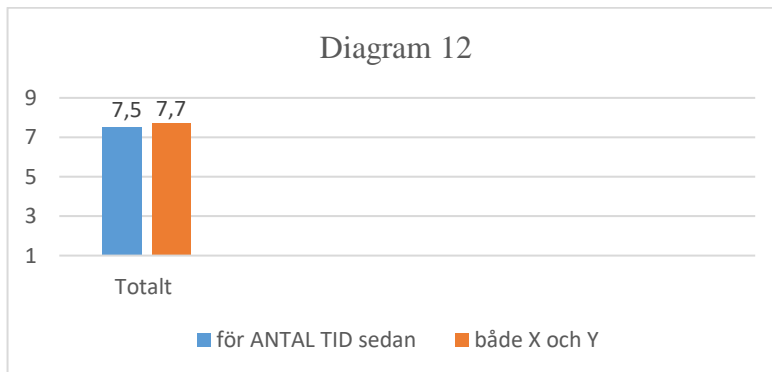 Diagram 12
9
7,5 7,7
7
5
3
1
Totalt
för ANTAL TID sedan
både X och Y